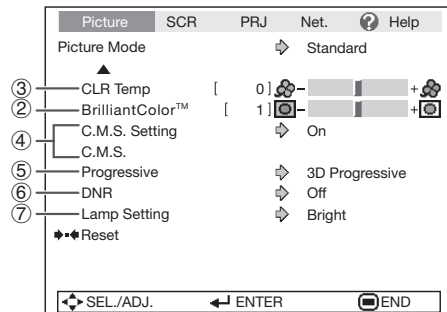 Picture SCR PRJ Net. ? Help
Picture Mode Standard
③ CLR Temp [ 0] - +
② BrilliantColor™ [ 1] - +
④ C.M.S. Setting On
C.M.S.
⑤ Progressive 3D Progressive
⑥ DNR Off
⑦ Lamp Setting Bright
Reset
SEL./ADJ. ENTER END